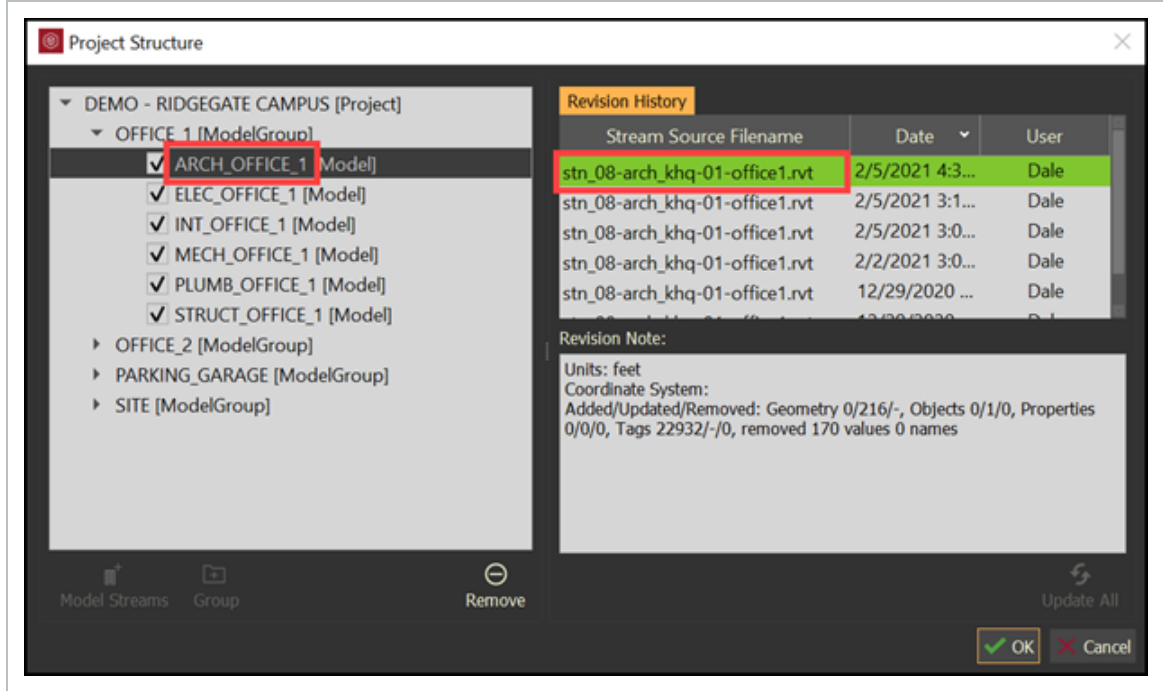 Project Structure
DEMO - RIDGEGATE CAMPUS [Project]
OFFICE_1 [ModelGroup]
ARCH_OFFICE_1 [Model]
ELEC_OFFICE_1 [Model]
INT_OFFICE_1 [Model]
MECH_OFFICE_1 [Model]
PLUMB_OFFICE_1 [Model]
STRUCT_OFFICE_1 [Model]
OFFICE_2 [ModelGroup]
PARKING_GARAGE [ModelGroup]
SITE [ModelGroup]
Model Streams Group Remove
Revision History
Stream Source Filename Date User
stn_08-arch_khq-01-office1.rvt 2/5/2021 4:3... Dale
stn_08-arch_khq-01-office1.rvt 2/5/2021 3:1... Dale
stn_08-arch_khq-01-office1.rvt 2/5/2021 3:0... Dale
stn_08-arch_khq-01-office1.rvt 2/2/2021 3:0... Dale
stn_08-arch_khq-01-office1.rvt 12/29/2020 ... Dale
Revision Note:
Units: feet
Coordinate System:
Added/Updated/Removed: Geometry 0/216/-, Objects 0/1/0, Properties
0/0/0, Tags 22932/-/0, removed 170 values 0 names
Update All
OK Cancel